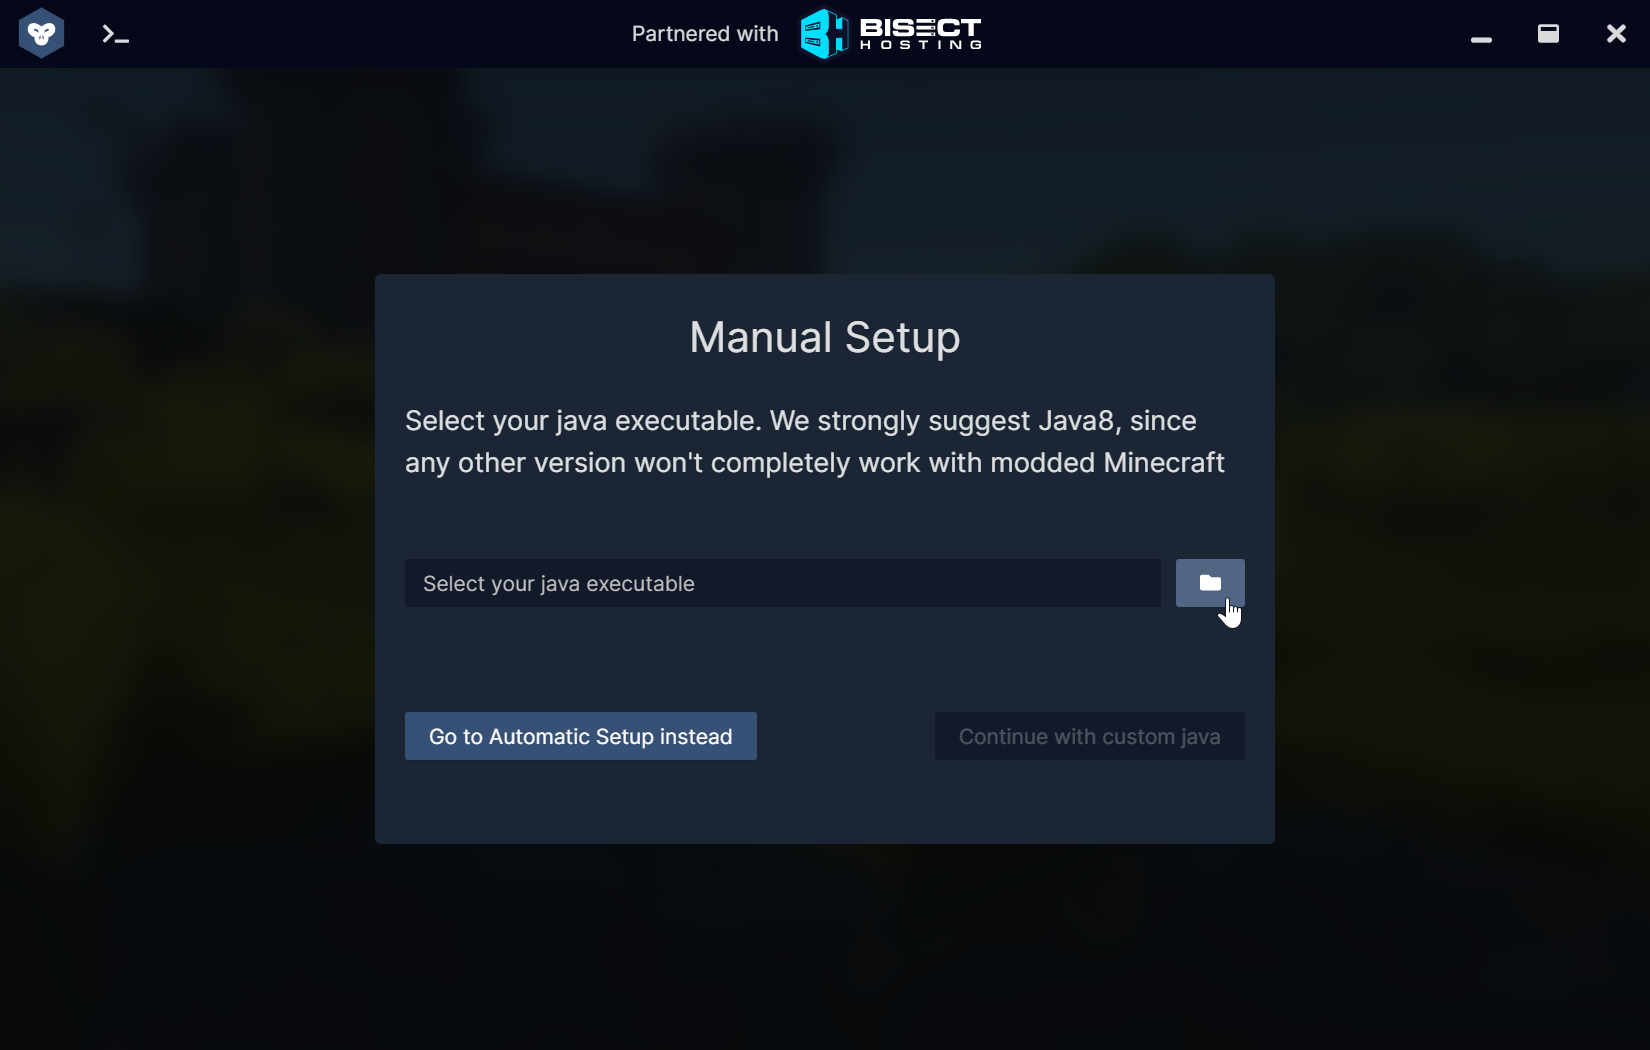 Partnered with
BISECT
HOSTING
Manual Setup
Select your java executable. We strongly suggest Java8, since
any other version won't completely work with modded Minecraft
Select your java executable
Go to Automatic Setup instead
Continue with custom java